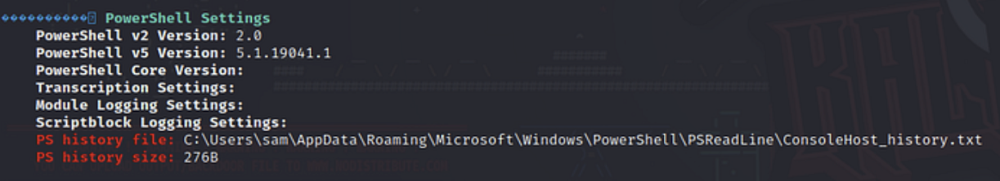 PowerShell Settings
PowerShell v2 Version: 2.0
PowerShell v5 Version: 5.1.19041.1
PowerShell Core Version:
Transcription Settings:
Module Logging Settings:
Scriptblock Logging Settings:
PS history file: C:\Users\sam\AppData\Roaming\Microsoft\Windows\PowerShell\PSReadLine\ConsoleHost_history.txt
PS history size: 276B